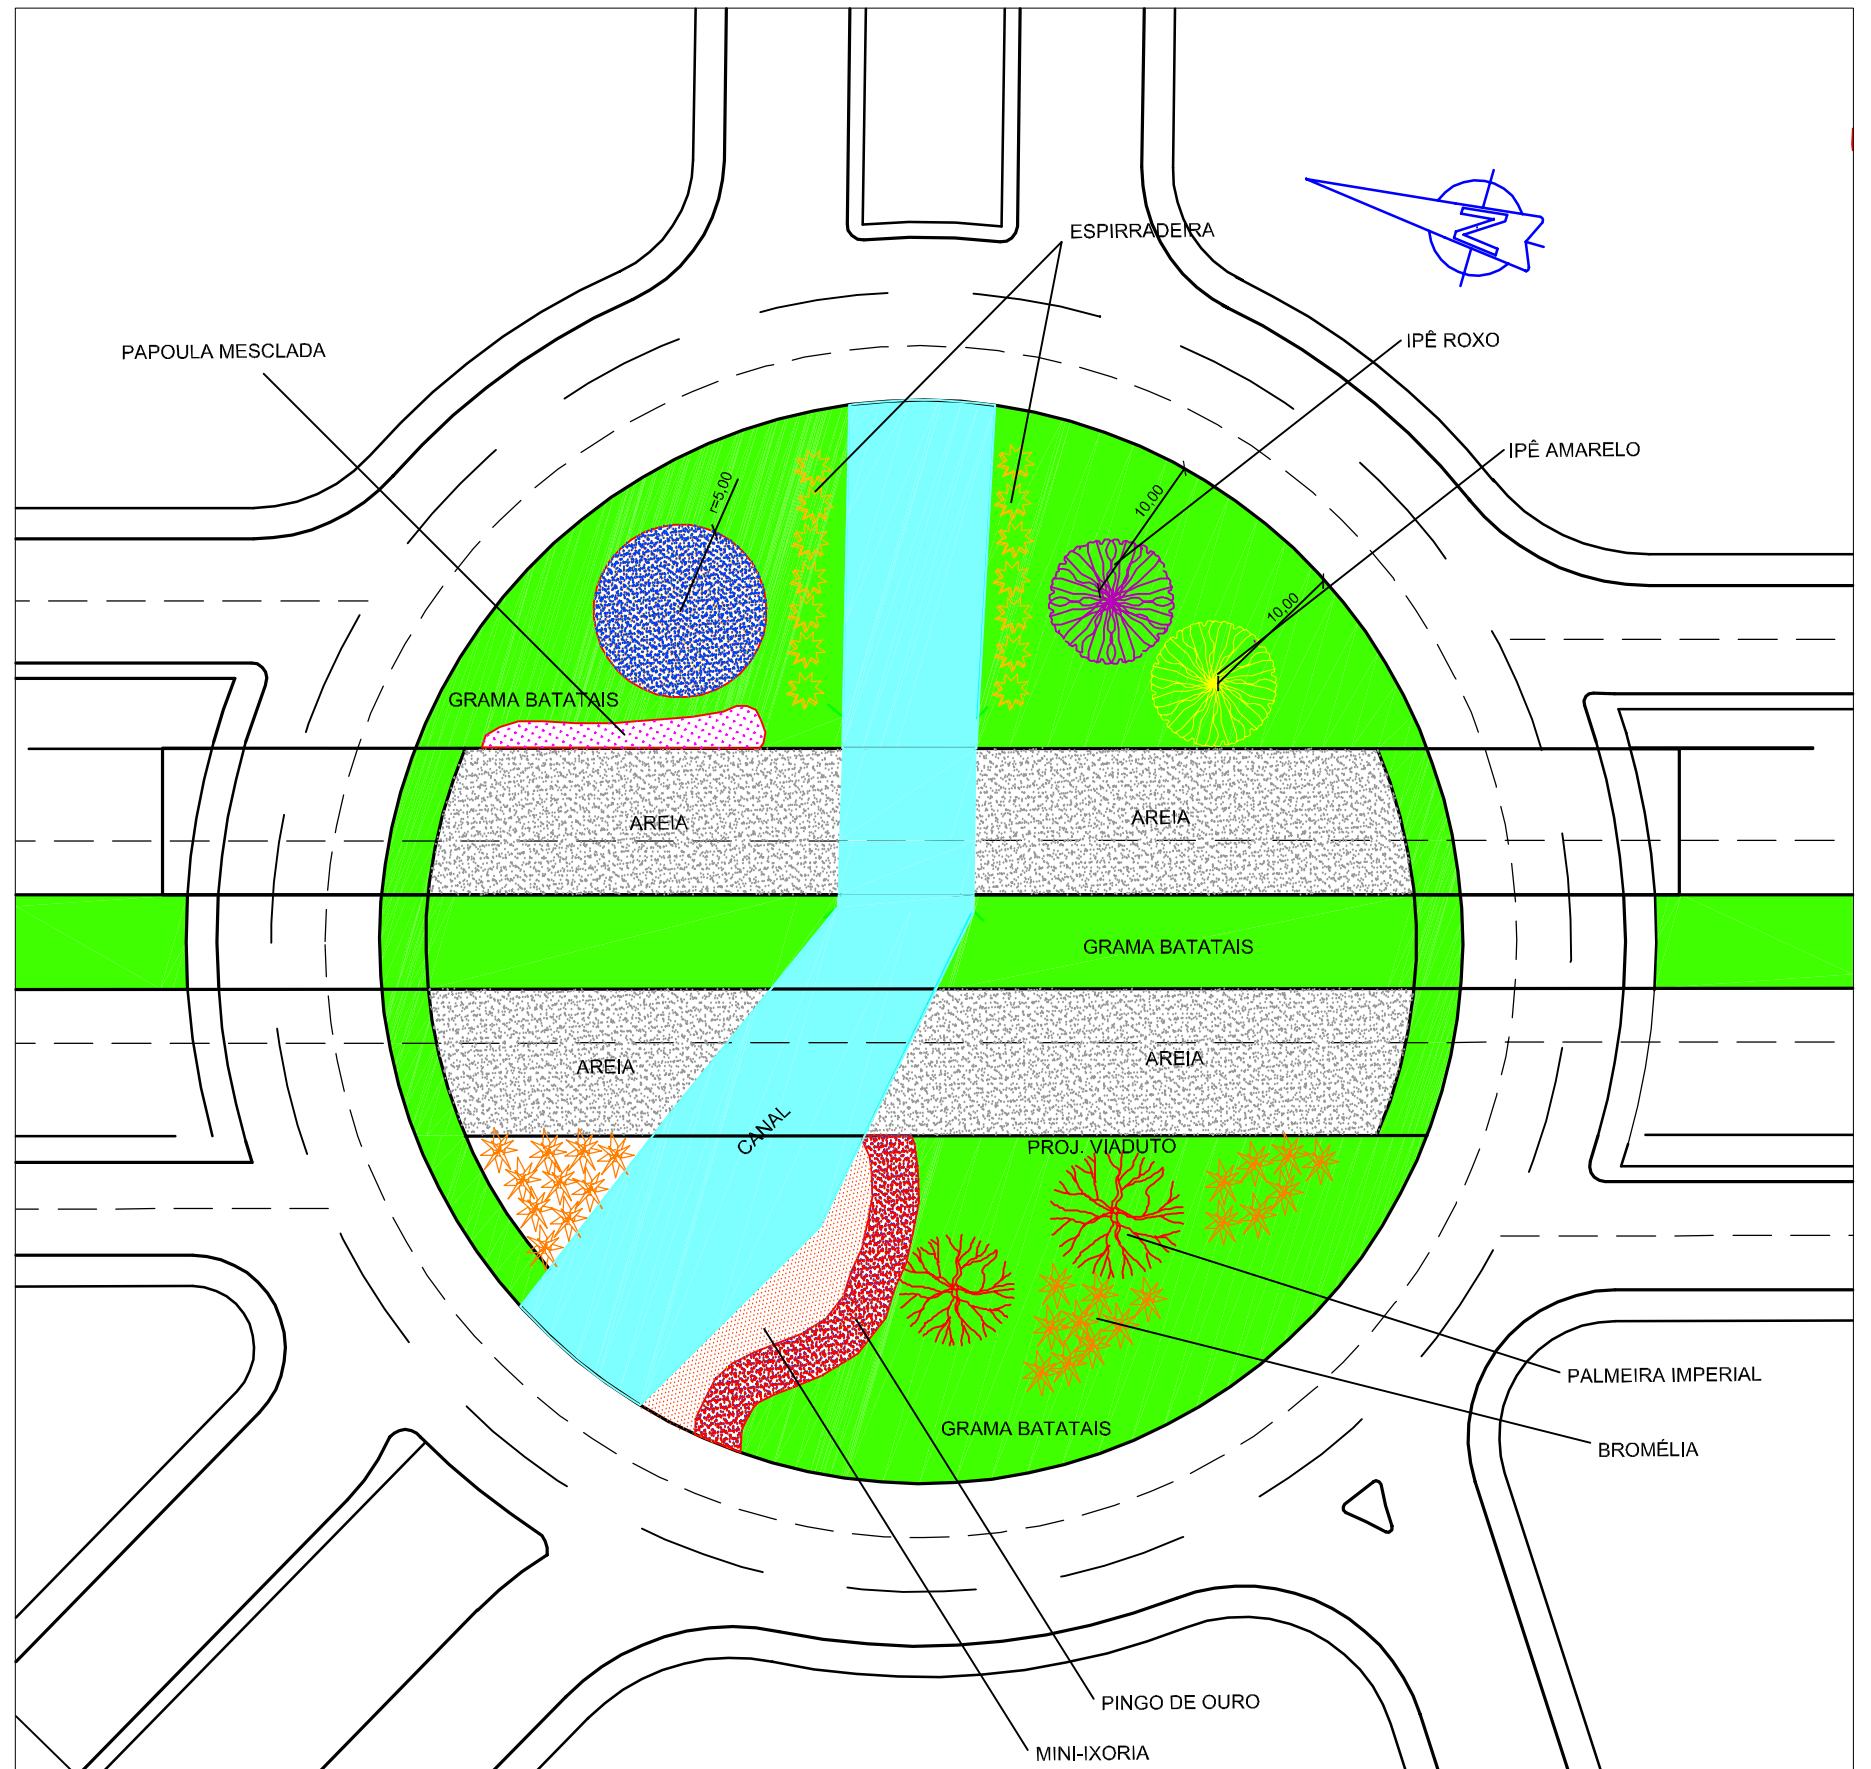 N
ESPIRRADEIRA
IPÊ ROXO
PAPOULA MESCLADA
IPÊ AMARELO
r=5,00
10,00
10,00
GRAMA BATATAIS
AREIA
AREIA
GRAMA BATATAIS
AREIA
AREIA
CANAL
PROJ. VIADUTO
PALMEIRA IMPERIAL
GRAMA BATATAIS
BROMÉLIA
PINGO DE OURO
MINI-IXORIA